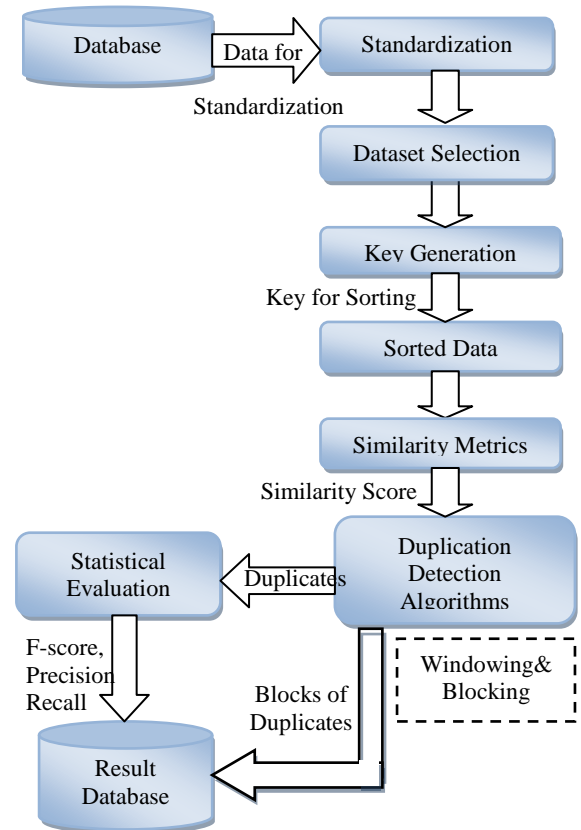 Database
Data for
Standardization
Standardization
Dataset Selection
Key Generation
Key for Sorting
Sorted Data
Similarity Metrics
Similarity Score
Duplication
Detection
Algorithms
Duplicates
Statistical
Evaluation
Windowing&
Blocking
F-score,
Precision
Recall
Blocks of
Duplicates
Result
Database